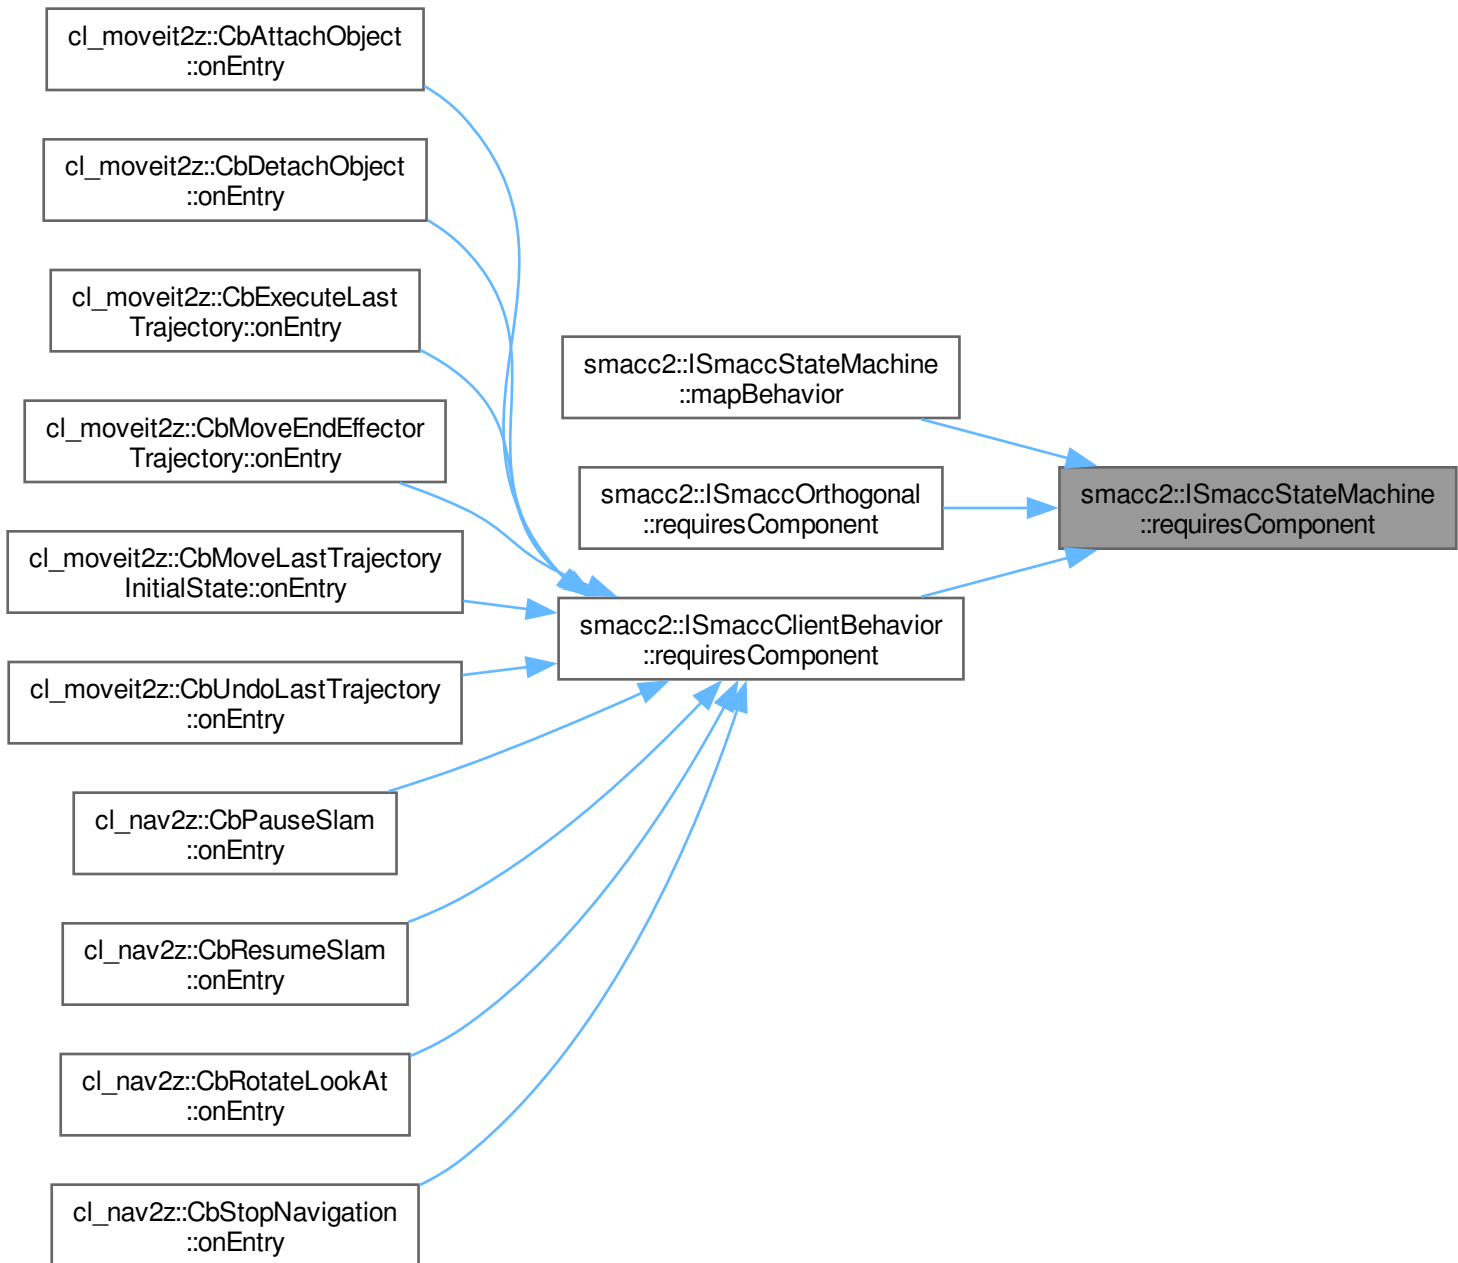 cl_moveit2z::CbAttachObject
::onEntry
cl_moveit2z::CbDetachObject
::onEntry
cl_moveit2z::CbExecuteLast
Trajectory::onEntry
cl_moveit2z::CbMoveEndEffector
Trajectory::onEntry
cl_moveit2z::CbMoveLastTrajectory
InitialState::onEntry
cl_moveit2z::CbUndoLastTrajectory
::onEntry
cl_nav2z::CbPauseSlam
::onEntry
cl_nav2z::CbResumeSlam
::onEntry
cl_nav2z::CbRotateLookAt
::onEntry
cl_nav2z::CbStopNavigation
::onEntry
smacc2::ISmaccStateMachine
::mapBehavior
smacc2::ISmaccOrthogonal
::requiresComponent
smacc2::ISmaccClientBehavior
::requiresComponent
smacc2::ISmaccStateMachine
::requiresComponent